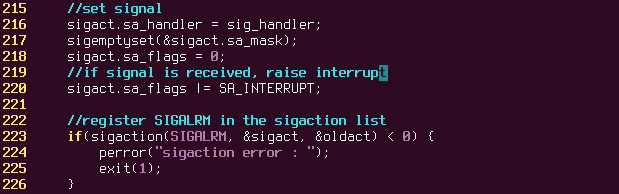 215     //set signal
216     sigact.sa_handler = sig_handler;
217     sigemptyset(&sigact.sa_mask);
218     sigact.sa_flags = 0;
219     //if signal is received, raise interrupt
220     sigact.sa_flags |= SA_INTERRUPT;
221
222     //register SIGALRM in the sigaction list
223     if(sigaction(SIGALRM, &sigact, &oldact) < 0) {
224         perror("sigaction error : ");
225         exit(1);
226     }